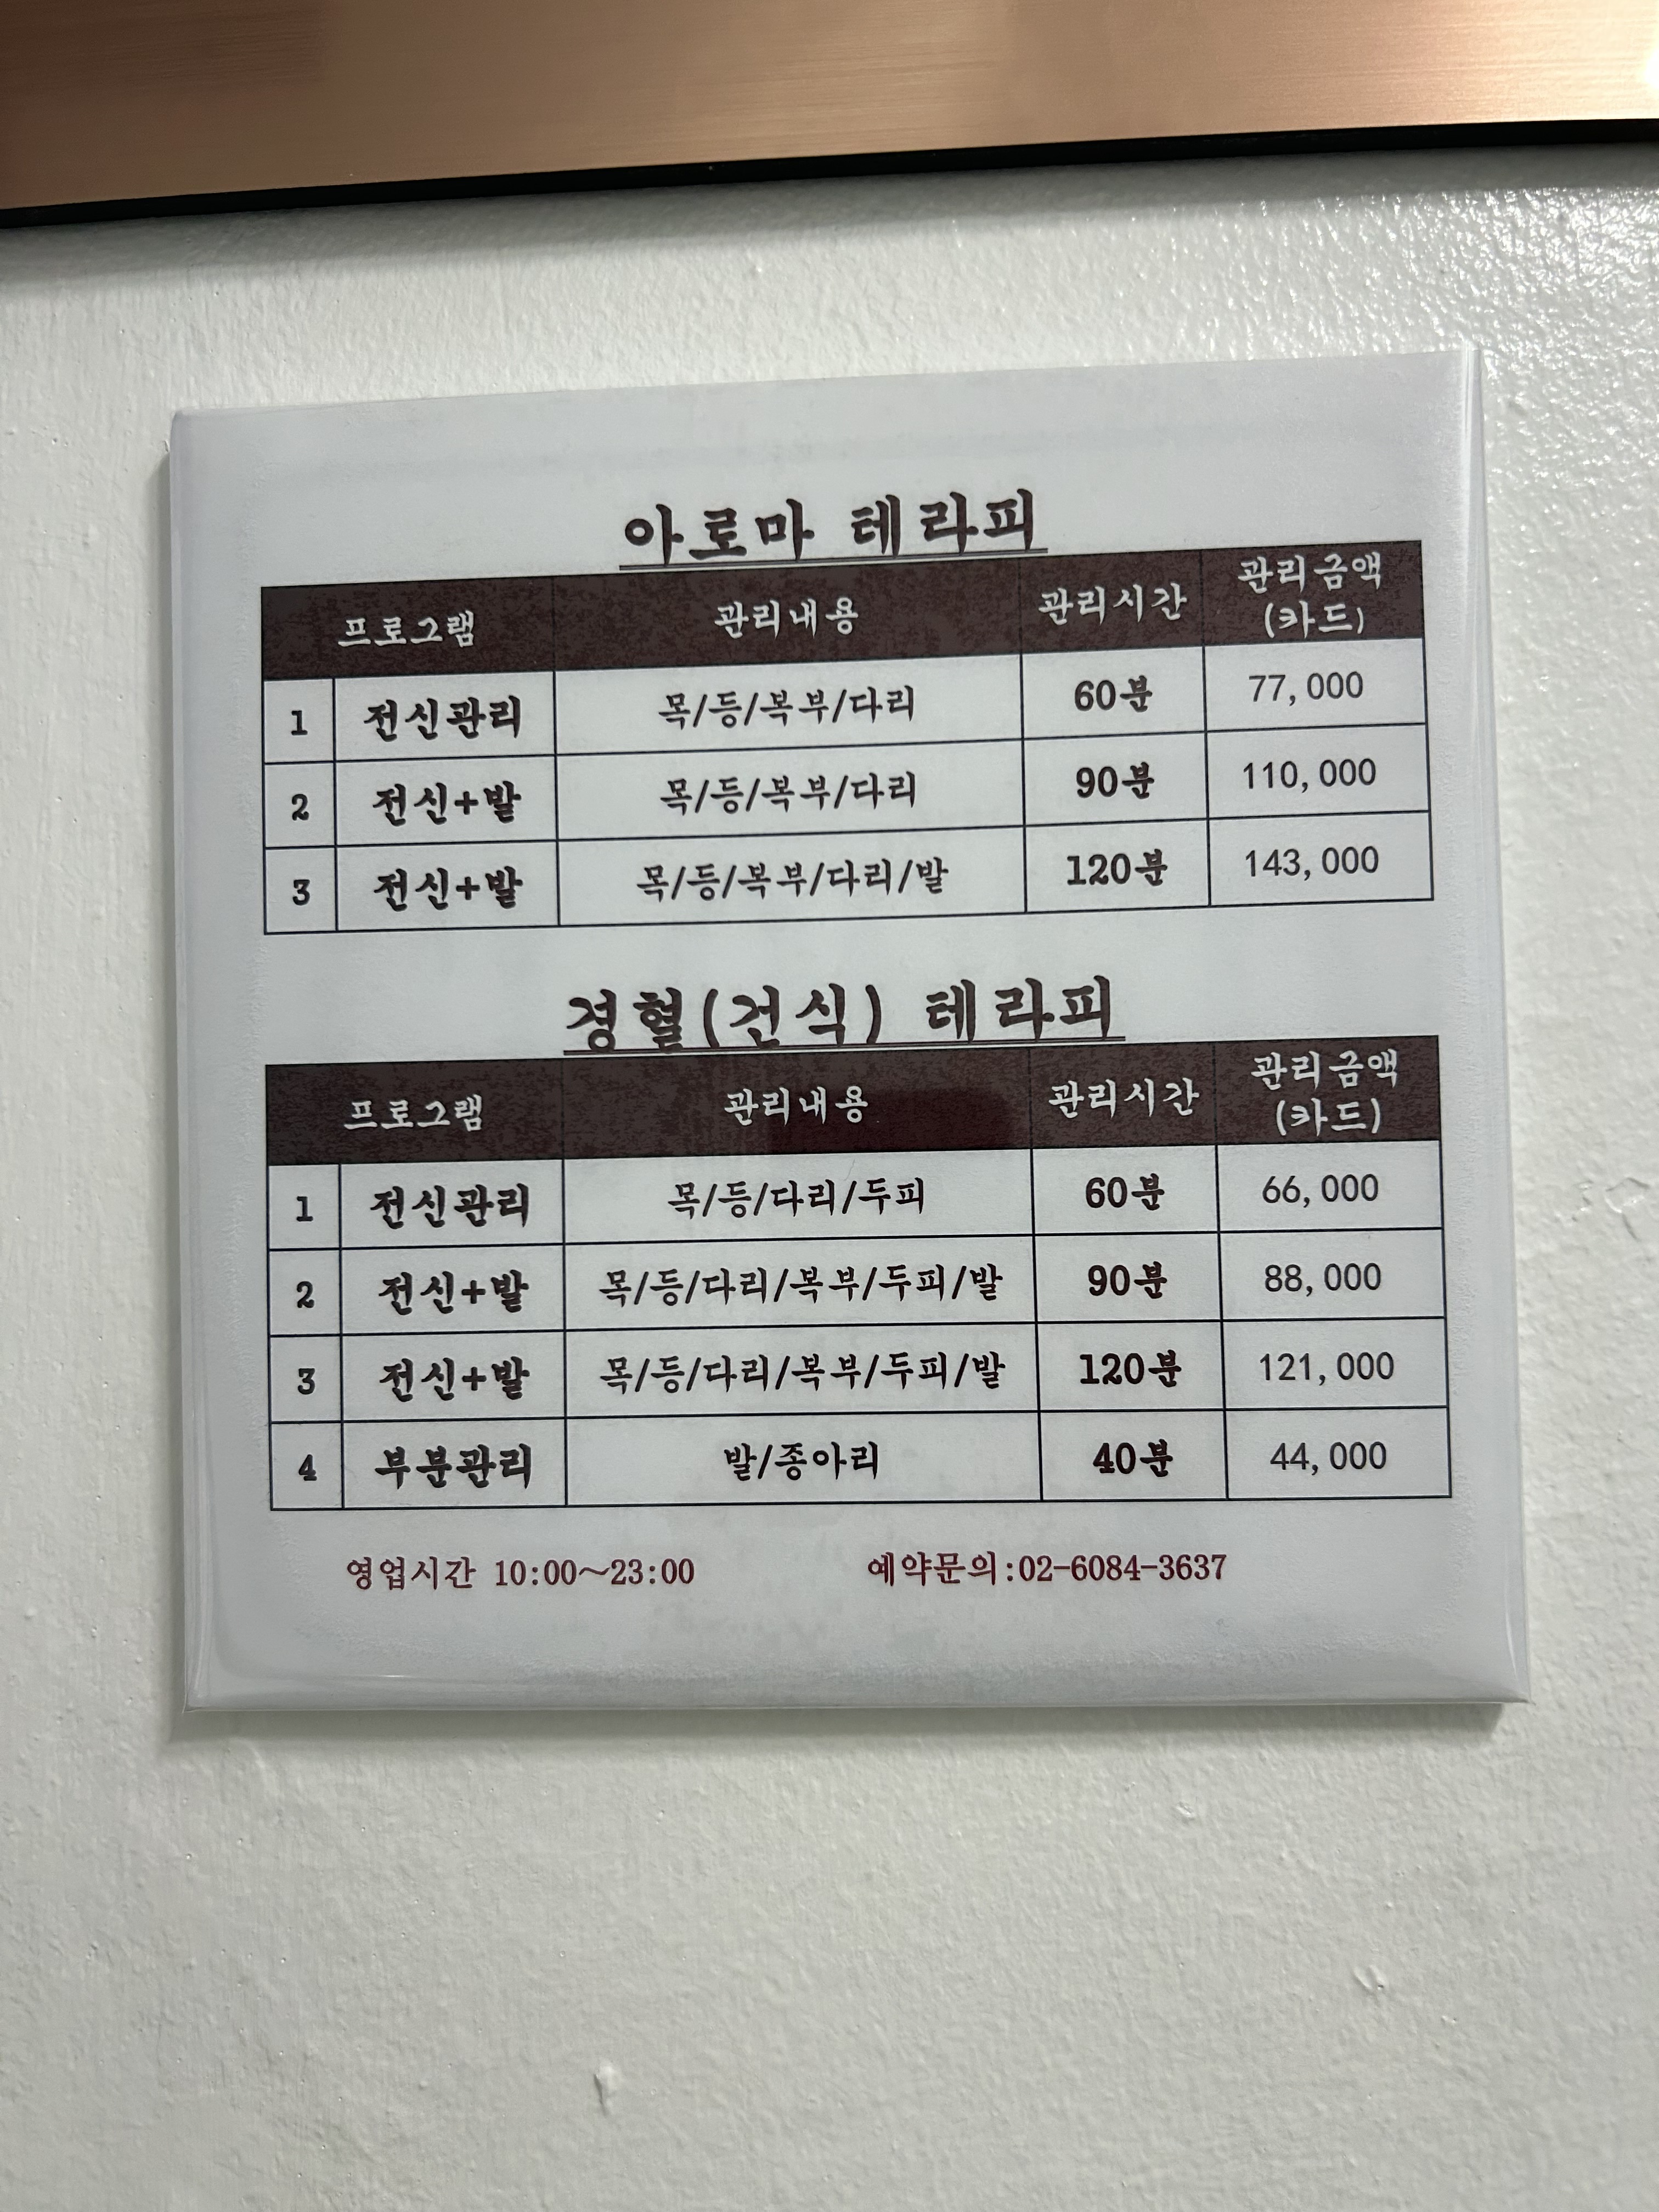 아로마 테라피
프로그램 관리내용 관리시간 관리금액
(카드)
1 전신관리 목/등/복부/다리 60분 77,000
2 전신+발 목/등/복부/다리 90분 110,000
3 전신+발 목/등/복부/다리/발 120분 143,000
경혈(건식) 테라피
프로그램 관리내용 관리시간 관리금액
(카드)
1 전신관리 목/등/다리/두피 60분 66,000
2 전신+발 목/등/다리/복부/두피/발 90분 88,000
3 전신+발 목/등/다리/복부/두피/발 120분 121,000
4 부분관리 발/종아리 40분 44,000
영업시간 10:00~23:00 예약문의:02-6084-3637